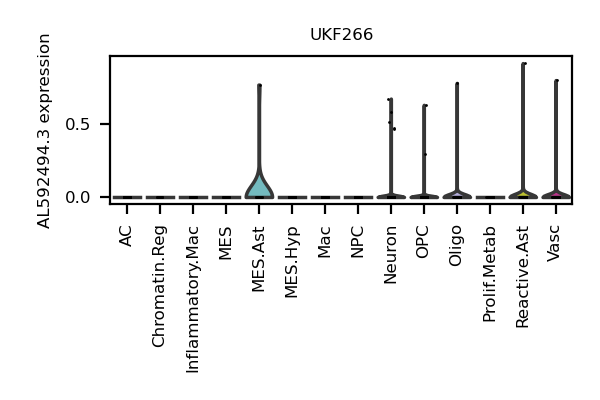 UKF266
AL592494.3 expression
0.5
0.0
AC
Chromatin.Reg
Inflammatory.Mac
MES
MES.Ast
MES.Hyp
Mac
NPC
Neuron
OPC
Oligo
Prolif.Metab
Reactive.Ast
Vasc